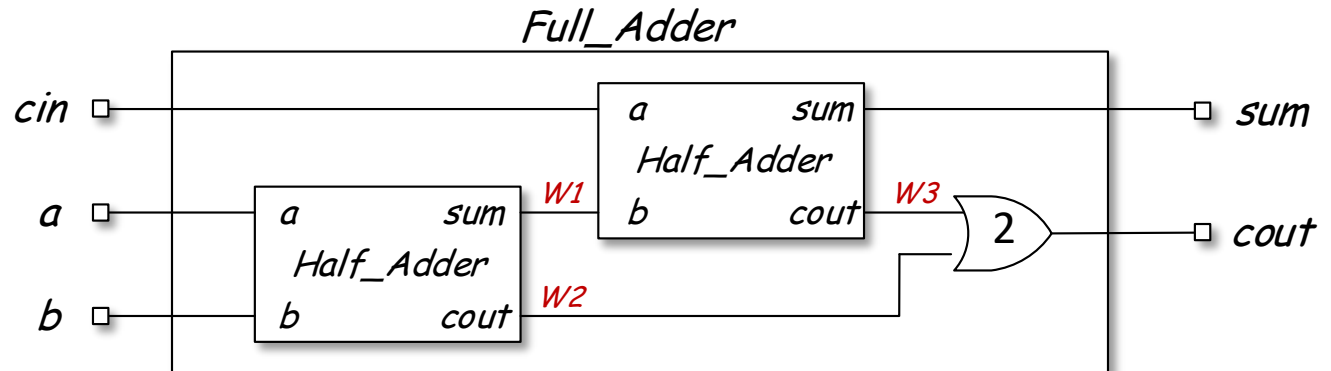 Full_Adder
cin
a sum
sum
Half_Adder
W1
b cout
W3
2
cout
a
a sum
Half_Adder
b
b cout
W2